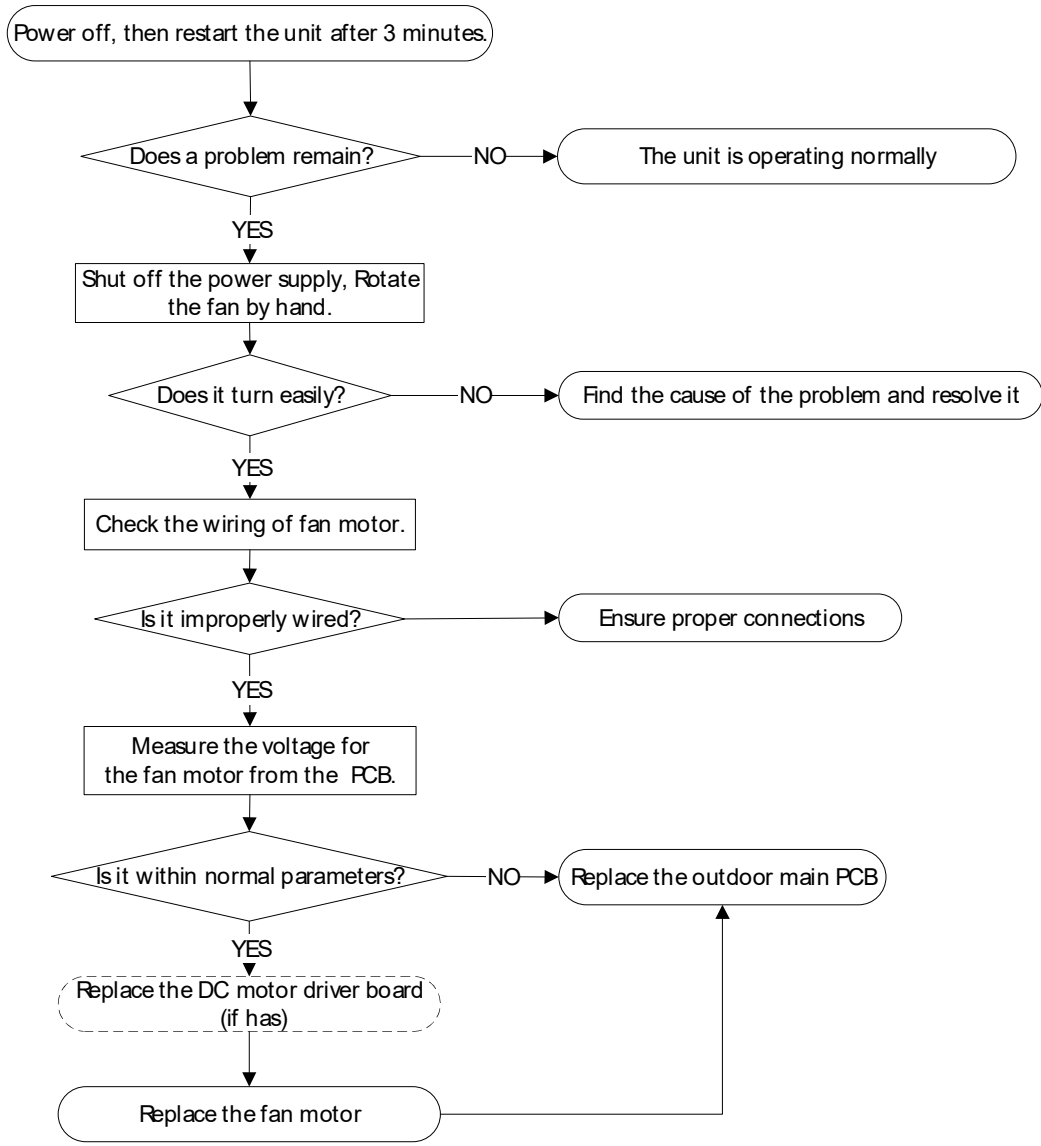 Power off, then restart the unit after 3 minutes.
Does a problem remain?
NO
The unit is operating normally
YES
Shut off the power supply, Rotate
the fan by hand.
Does it turn easily?
NO
Find the cause of the problem and resolve it
YES
Check the wiring of fan motor.
Is it improperly wired?
Ensure proper connections
YES
Measure the voltage for
the fan motor from the PCB.
Is it within normal parameters?
NO
Replace the outdoor main PCB
YES
Replace the DC motor driver board
(if has)
Replace the fan motor